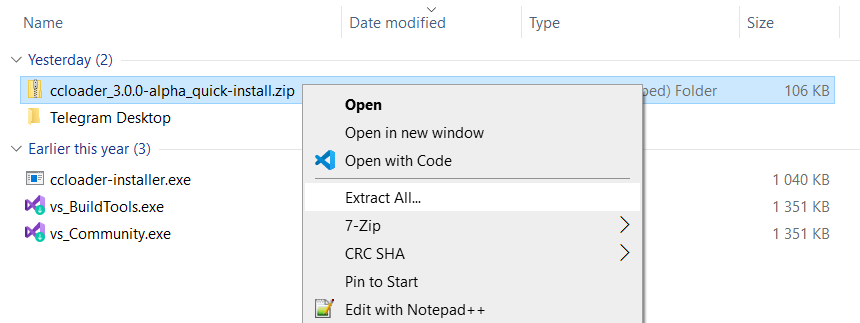 Name Date modified Type Size
Yesterday (2)
ccloader_3.0.0-alpha_quick-install.zip ped) Folder 106 KB
Telegram Desktop
Earlier this year (3)
ccloader-installer.exe 1 040 KB
vs_BuildTools.exe 1 351 KB
vs_Community.exe 1 351 KB
Open
Open in new window
Open with Code
Extract All...
7-Zip
CRC SHA
Pin to Start
Edit with Notepad++